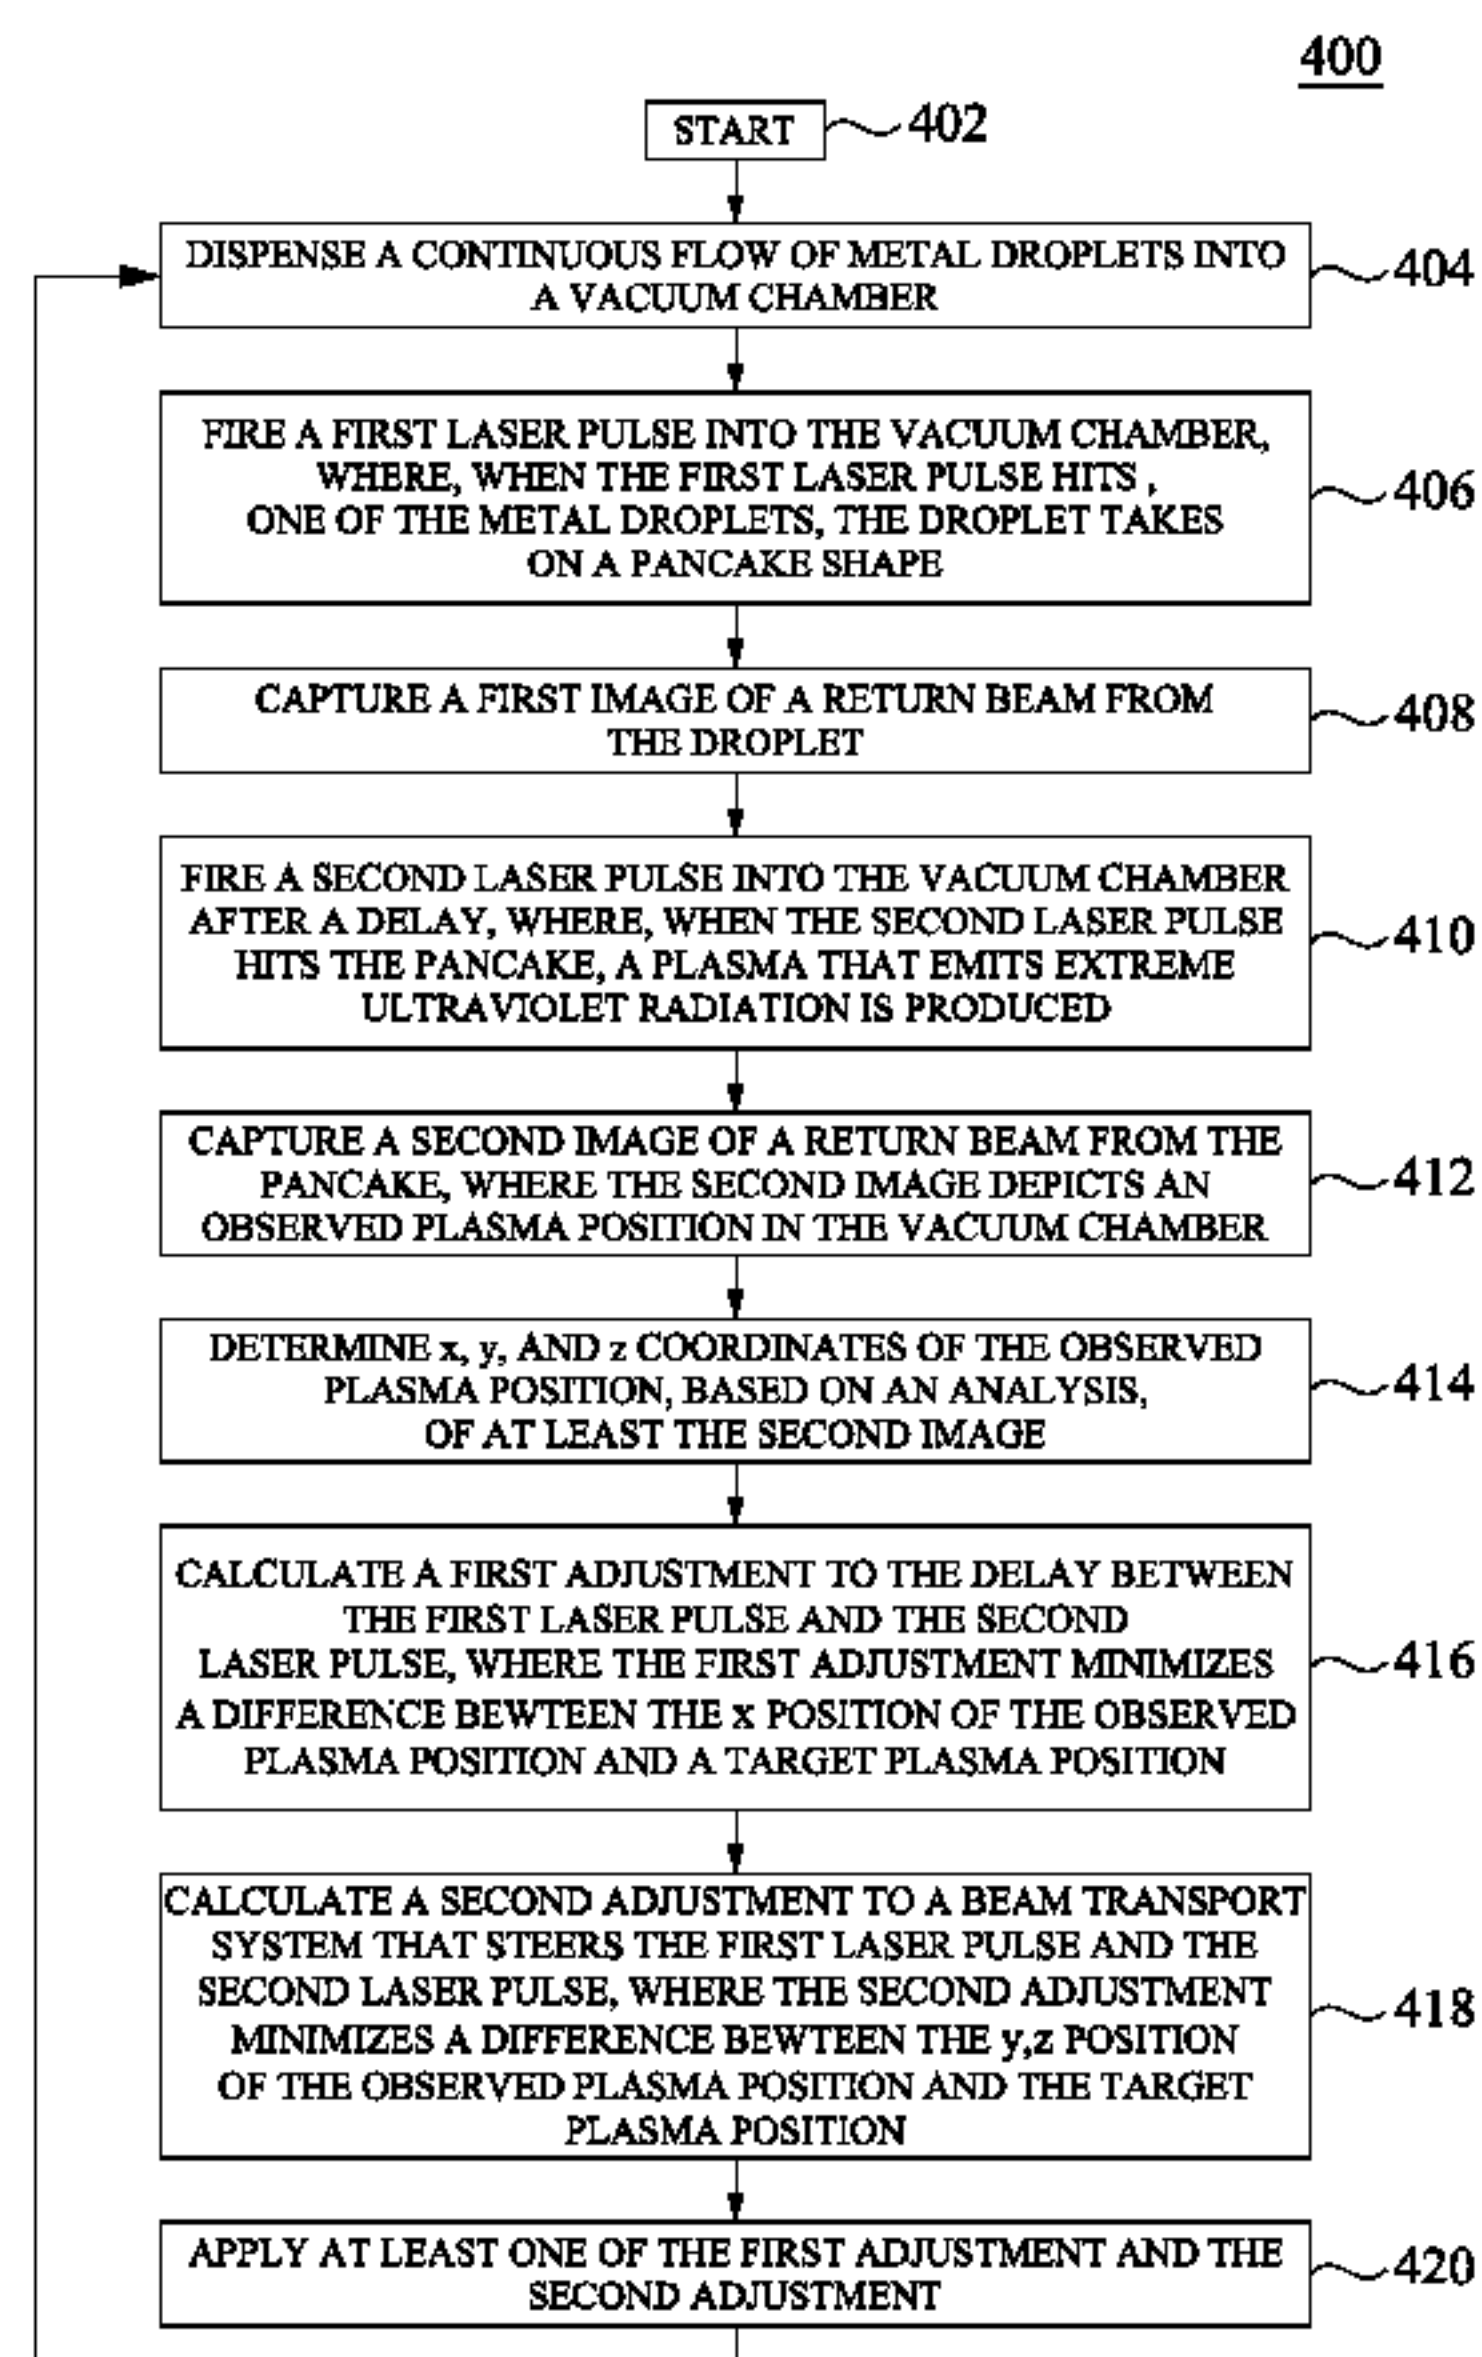 400
START
402
DISPENSE A CONTINUOUS FLOW OF METAL DROPLETS INTO
A VACUUM CHAMBER
404
FIRE A FIRST LASER PULSE INTO THE VACUUM CHAMBER,
WHERE, WHEN THE FIRST LASER PULSE HITS ,
ONE OF THE METAL DROPLETS, THE DROPLET TAKES
ON A PANCAKE SHAPE
406
CAPTURE A FIRST IMAGE OF A RETURN BEAM FROM
THE DROPLET
408
FIRE A SECOND LASER PULSE INTO THE VACUUM CHAMBER
AFTER A DELAY, WHERE, WHEN THE SECOND LASER PULSE
HITS THE PANCAKE, A PLASMA THAT EMITS EXTREME
ULTRAVIOLET RADIATION IS PRODUCED
410
CAPTURE A SECOND IMAGE OF A RETURN BEAM FROM THE
PANCAKE, WHERE THE SECOND IMAGE DEPICTS AN
OBSERVED PLASMA POSITION IN THE VACUUM CHAMBER
412
DETERMINE x, y, AND z COORDINATES OF THE OBSERVED
PLASMA POSITION, BASED ON AN ANALYSIS,
OF AT LEAST THE SECOND IMAGE
414
CALCULATE A FIRST ADJUSTMENT TO THE DELAY BETWEEN
THE FIRST LASER PULSE AND THE SECOND
LASER PULSE, WHERE THE FIRST ADJUSTMENT MINIMIZES
A DIFFERENCE BEWTEEN THE x POSITION OF THE OBSERVED
PLASMA POSITION AND A TARGET PLASMA POSITION
416
CALCULATE A SECOND ADJUSTMENT TO A BEAM TRANSPORT
SYSTEM THAT STEERS THE FIRST LASER PULSE AND THE
SECOND LASER PULSE, WHERE THE SECOND ADJUSTMENT
MINIMIZES A DIFFERENCE BEWTEEN THE y,z POSITION
OF THE OBSERVED PLASMA POSITION AND THE TARGET
PLASMA POSITION
418
APPLY AT LEAST ONE OF THE FIRST ADJUSTMENT AND THE
SECOND ADJUSTMENT
420